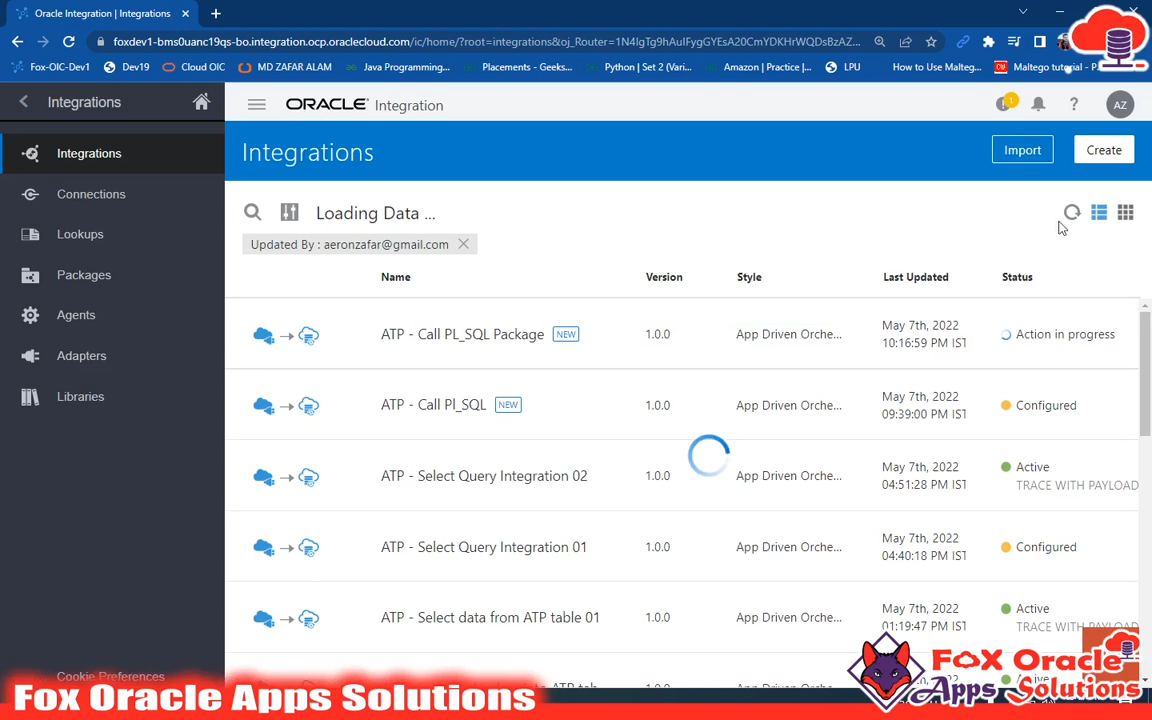 Oracle Integration | Integrations
foxdev1-bms0uanc19qs-bo.integration.ocp.oraclecloud.com/ic/home/?root=integrations&oj_Router=1N4IgTg9hAuIFygGYEsA20CmYDKHrWQDsBzAZ...
Fox-OIC-Dev1
Dev19
Cloud OIC
MD ZAFAR ALAM
Java Programming...
Placements - Geeks...
Python | Set 2 (Vari...
Amazon | Practice |...
LPU
How to Use Malteg...
Maltego tutorial - P
Integrations
ORACLE Integration
1
AZ
Integrations
Connections
Lookups
Packages
Agents
Adapters
Libraries
Cookie Preferences
Integrations
Import
Create
Loading Data ...
Updated By : aeronzafar@gmail.com
Name Version Style Last Updated Status
ATP - Call PL_SQL Package NEW 1.0.0 App Driven Orche... May 7th, 2022 10:16:59 PM IST Action in progress
ATP - Call Pl_SQL NEW 1.0.0 App Driven Orche... May 7th, 2022 09:39:00 PM IST Configured
ATP - Select Query Integration 02 1.0.0 App Driven Orche... May 7th, 2022 04:51:28 PM IST Active TRACE WITH PAYLOAD
ATP - Select Query Integration 01 1.0.0 App Driven Orche... May 7th, 2022 04:40:18 PM IST Configured
ATP - Select data from ATP table 01 1.0.0 App Driven Orche... May 7th, 2022 01:19:47 PM IST Active TRACE WITH PAYLOAD
Fox Oracle Apps Solutions
FOX Oracle
Apps Solutions